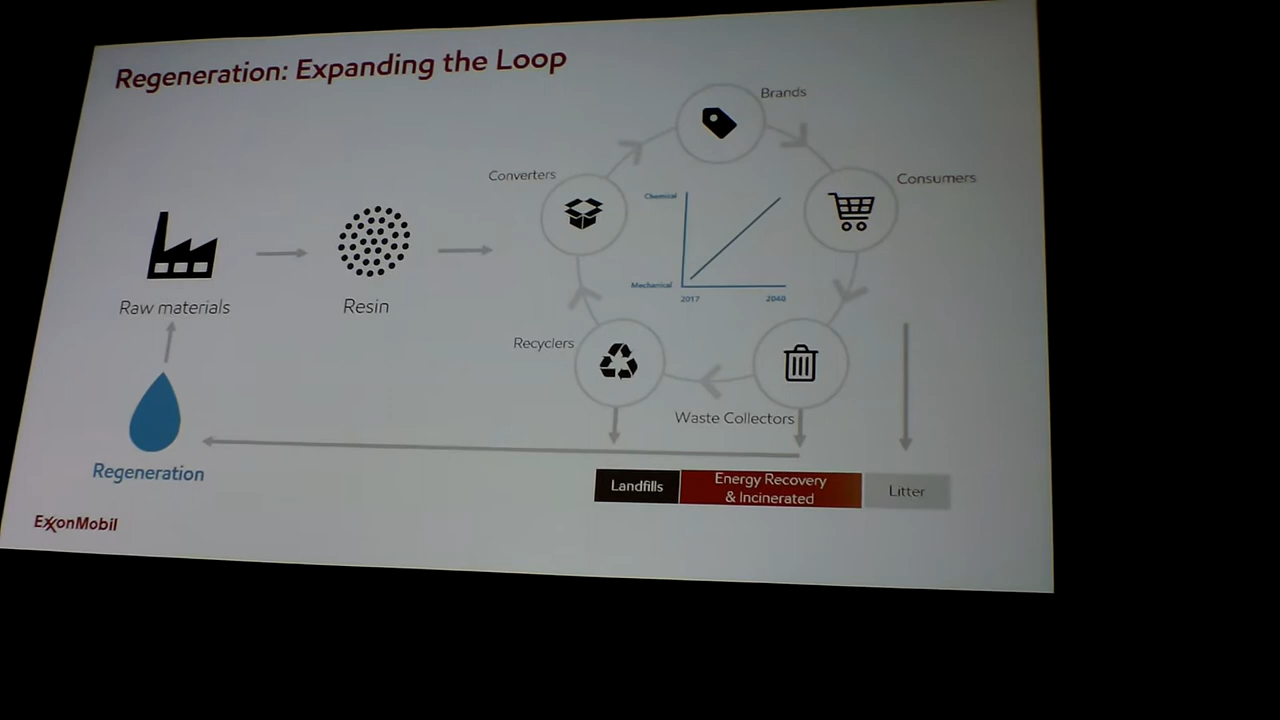 Regeneration: Expanding the Loop
Brands
Converters
Consumers
Chemical
Mechanical
2017
2040
Raw materials
Resin
Recyclers
Waste Collectors
Regeneration
Landfills
Energy Recovery
& Incinerated
Litter
ExxonMobil